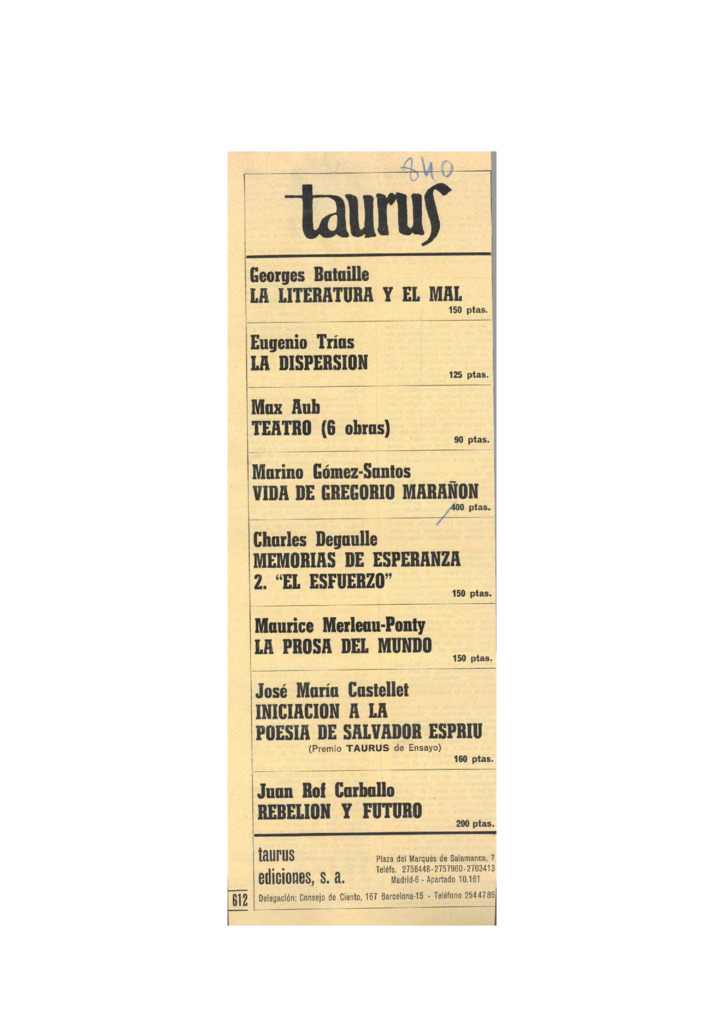 840
taurus
Georges Bataille
LA LITERATURA Y EL MAL
150 ptas.
Eugenio Trías
LA DISPERSION
125 ptas.
Max Aub
TEATRO (6 obras)
90 ptas.
Marino Gómez-Santos
VIDA DE GREGORIO MARAÑON
400 ptas.
Charles Degaulle
MEMORIAS DE ESPERANZA
2. “EL ESFUERZO”
150 ptas.
Maurice Merleau-Ponty
LA PROSA DEL MUNDO
150 ptas.
José María Castellet
INICIACION A LA
POESIA DE SALVADOR ESPRIU
(Premio TAURUS de Ensayo)
160 ptas.
Juan Rof Carballo
REBELION Y FUTURO
200 ptas.
taurus
ediciones, s. a.
Plaza del Marqués de Salamanca, 7
Teléfs. 2758448-2757960-2763413
Madrid-6 - Apartado 10.161
Delegación: Consejo de Ciento, 167 Barcelona-15 - Teléfono 2544786
612